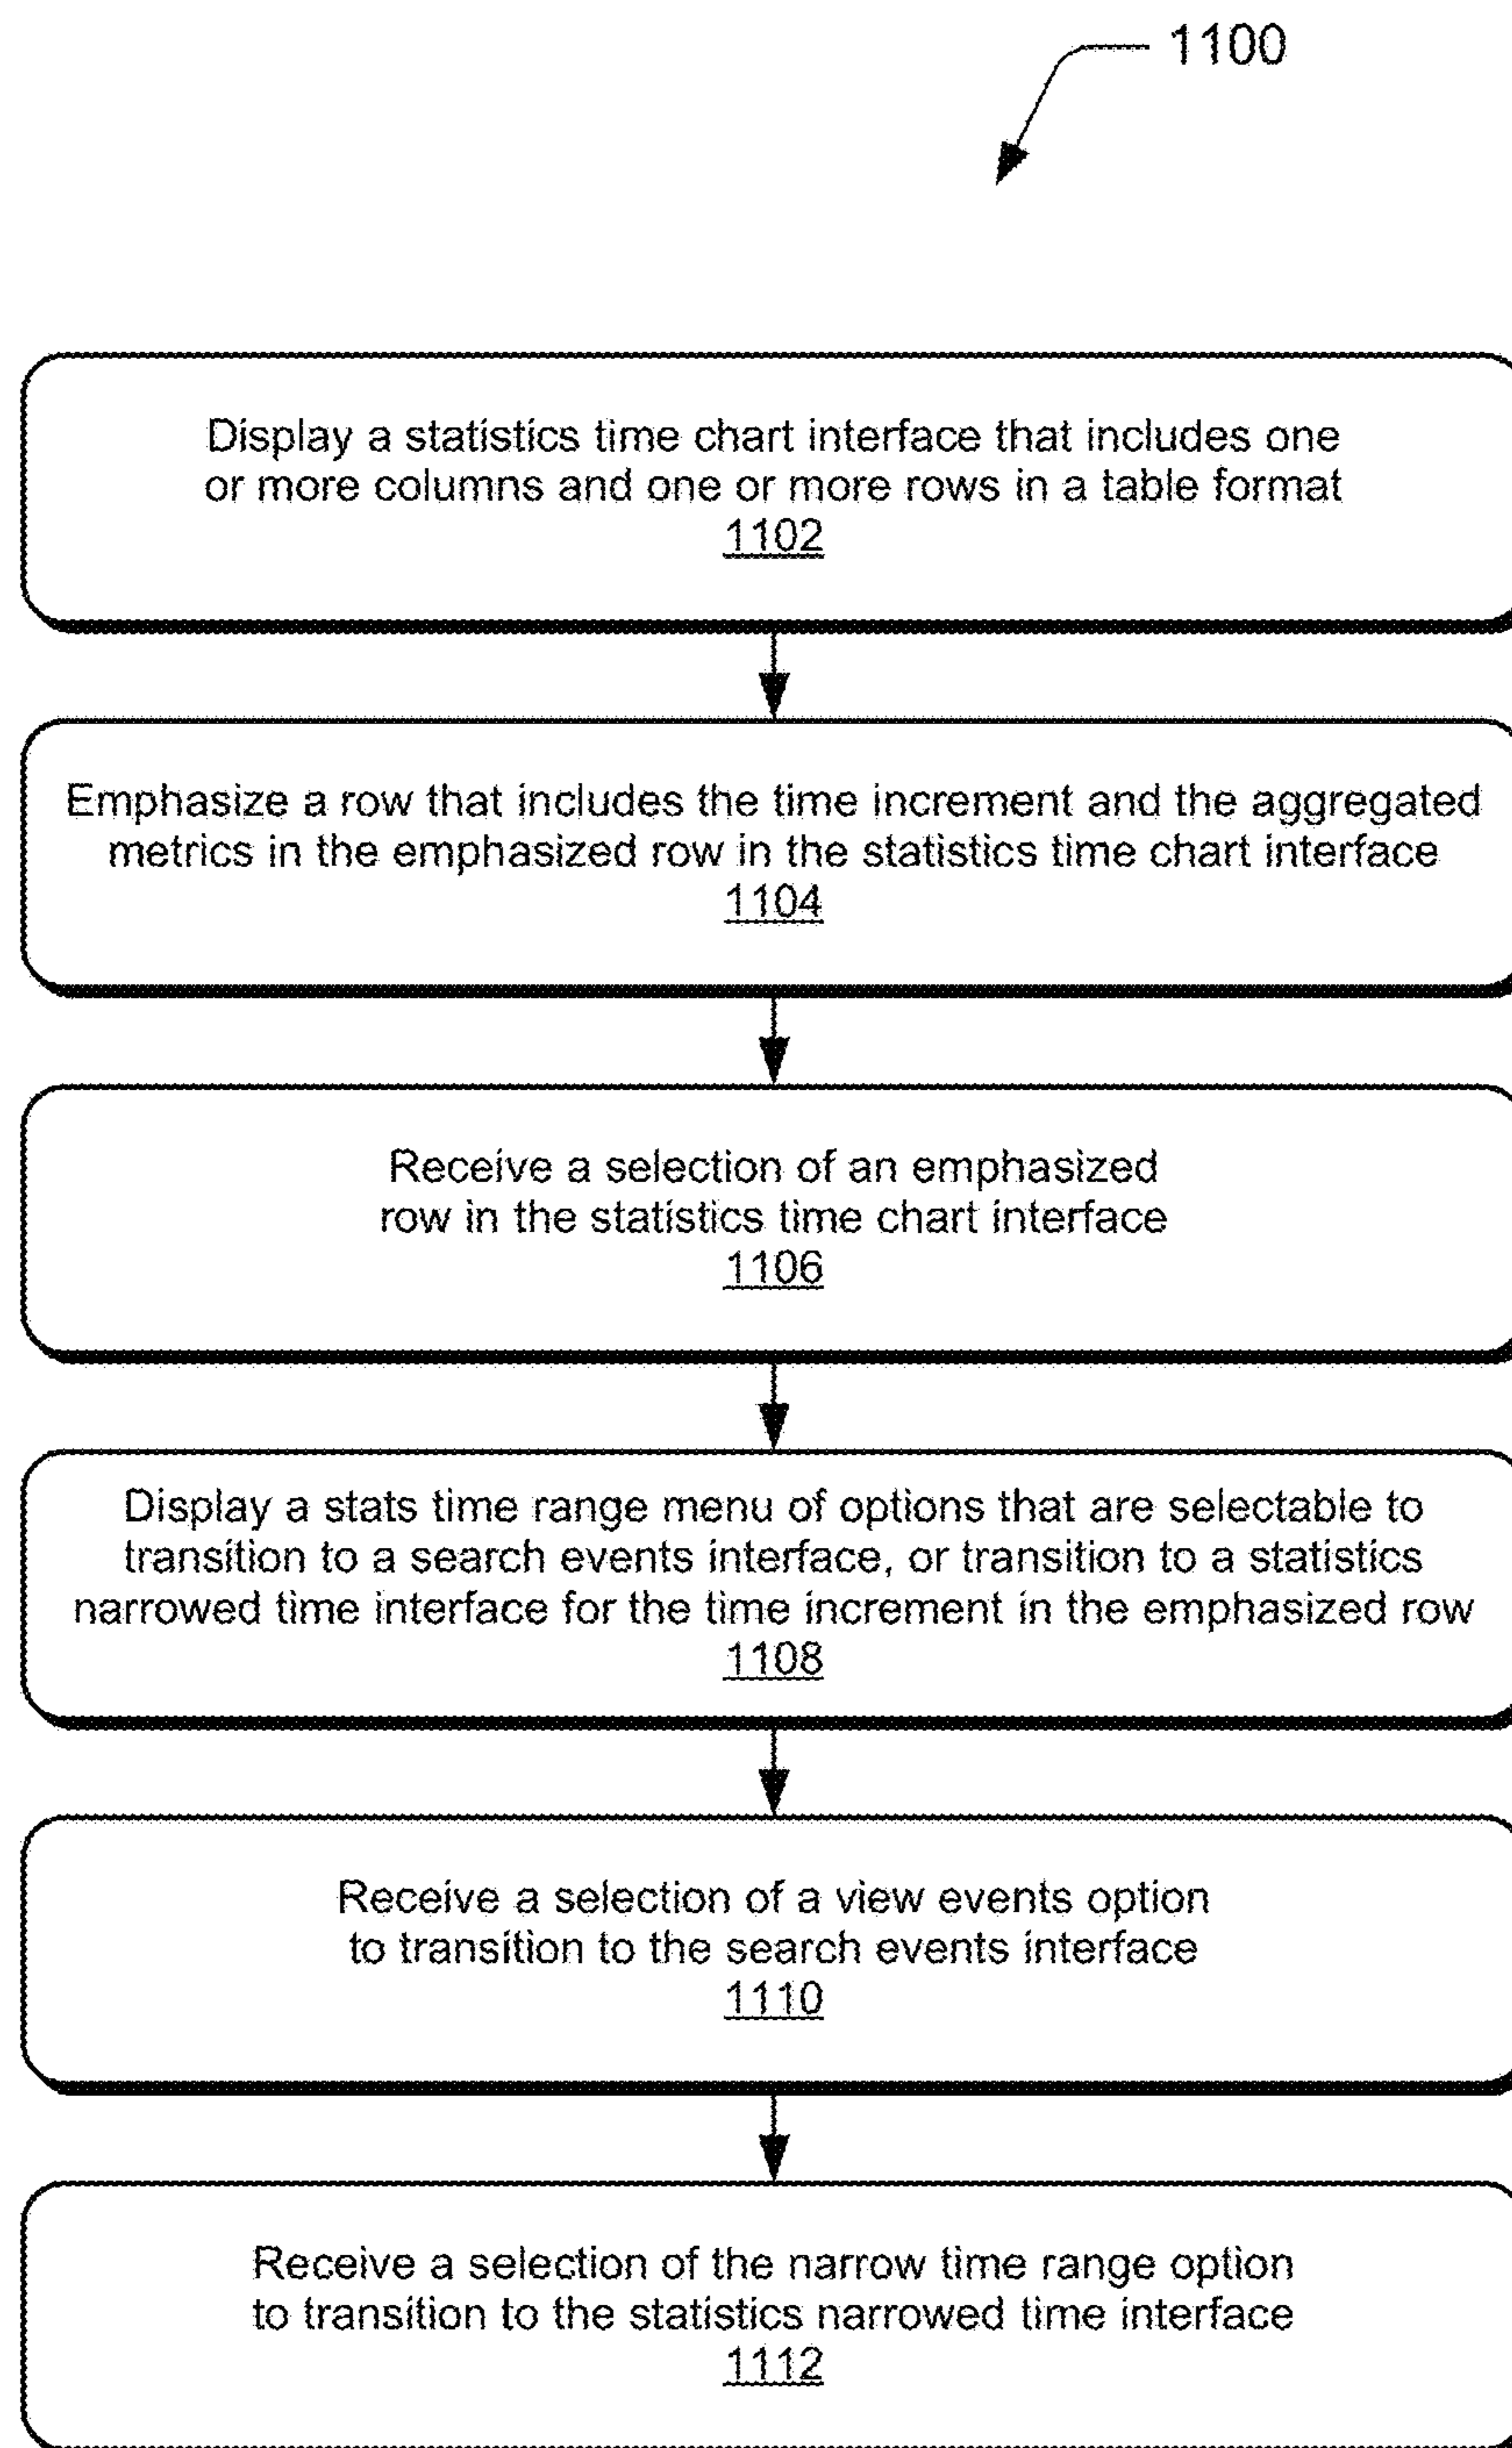 1100
Display a statistics time chart interface that includes one
or more columns and one or more rows in a table format
1102
Emphasize a row that includes the time increment and the aggregated
metrics in the emphasized row in the statistics time chart interface
1104
Receive a selection of an emphasized
row in the statistics time chart interface
1106
Display a stats time range menu of options that are selectable to
transition to a search events interface, or transition to a statistics
narrowed time interface for the time increment in the emphasized row
1108
Receive a selection of a view events option
to transition to the search events interface
1110
Receive a selection of the narrow time range option
to transition to the statistics narrowed time interface
1112